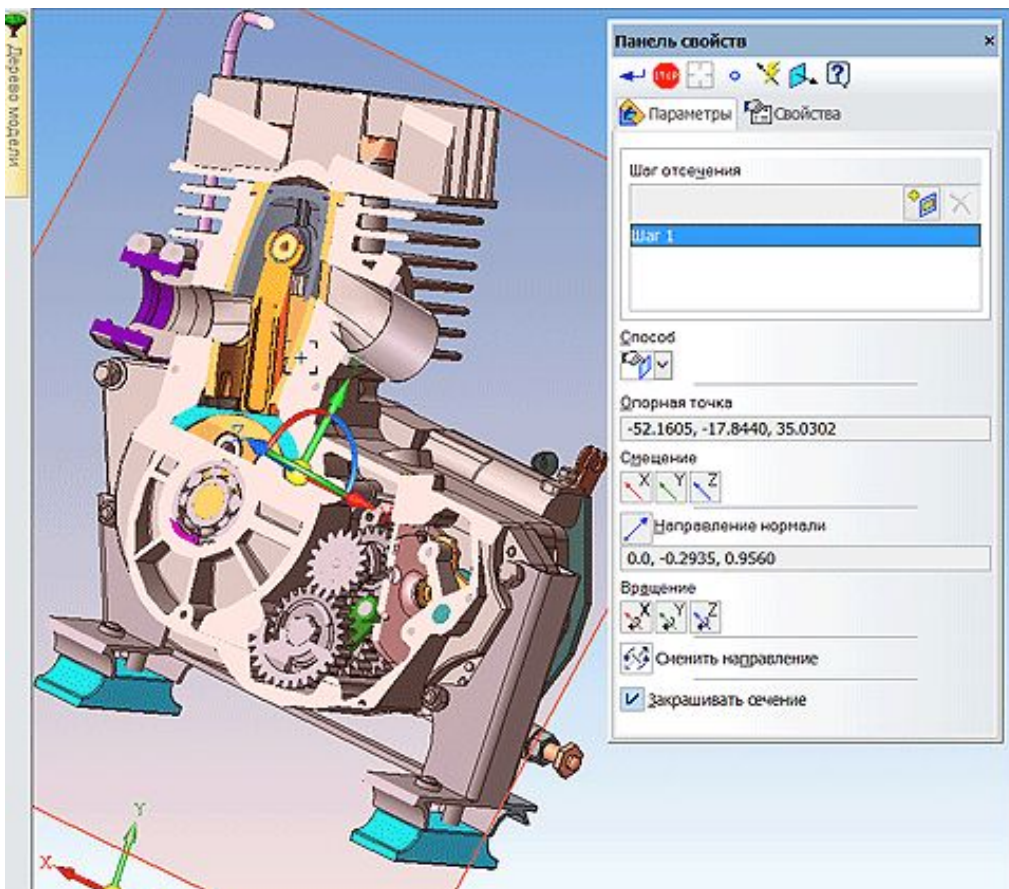 Дерево модели
Панель свойств
STOP
Параметры
Свойства
Шаг отсечения
Шаг 1
Способ
Опорная точка
-52.1605, -17.8440, 35.0302
Смещение
X Y Z
Направление нормали
0.0, -0.2935, 0.9560
Вращение
X Y Z
Сменить направление
Закрашивать сечение
Y
X